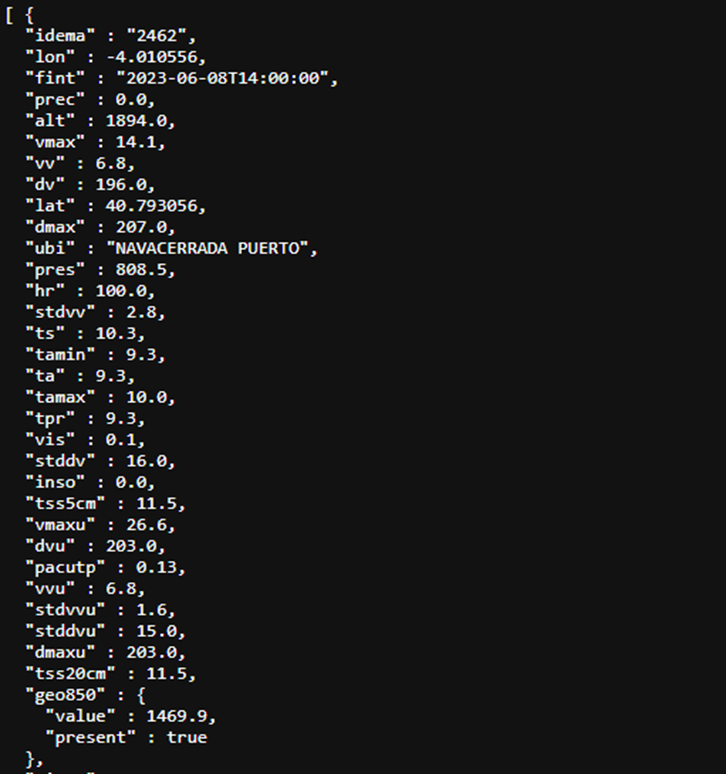 [ {
"idema" : "2462",
"lon" : -4.010556,
"fint" : "2023-06-08T14:00:00",
"prec" : 0.0,
"alt" : 1894.0,
"vmax" : 14.1,
"vv" : 6.8,
"dv" : 196.0,
"lat" : 40.793056,
"dmax" : 207.0,
"ubi" : "NAVACERRADA PUERTO",
"pres" : 808.5,
"hr" : 100.0,
"stdvv" : 2.8,
"ts" : 10.3,
"tamin" : 9.3,
"ta" : 9.3,
"tamax" : 10.0,
"tpr" : 9.3,
"vis" : 0.1,
"stddv" : 16.0,
"inso" : 0.0,
"tss5cm" : 11.5,
"vmaxu" : 26.6,
"dvu" : 203.0,
"pacutp" : 0.13,
"vvu" : 6.8,
"stdvvu" : 1.6,
"stddvu" : 15.0,
"dmaxu" : 203.0,
"tss20cm" : 11.5,
"geo850" : {
"value" : 1469.9,
"present" : true
},